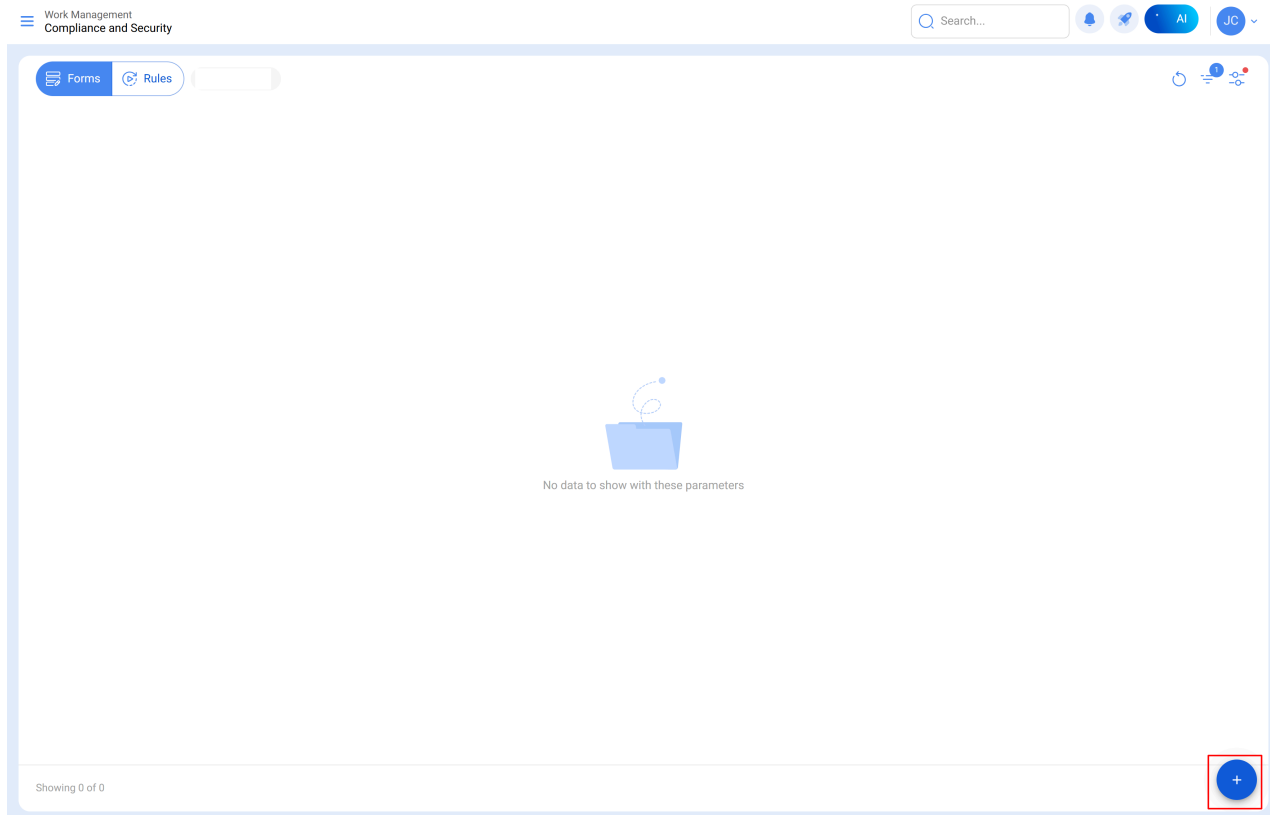 Work Management
Compliance and Security
Search...
AI
JC
Forms
Rules
1
No data to show with these parameters
Showing 0 of 0
+